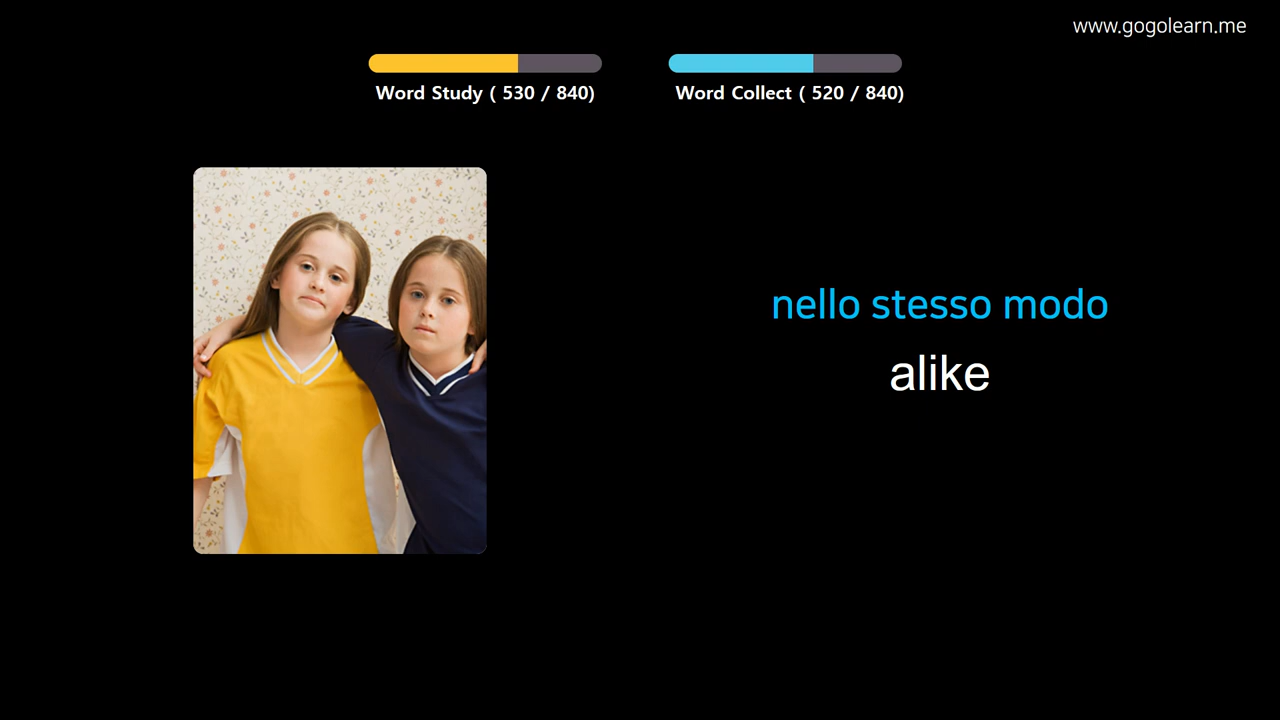 www.gogolearn.me
Word Study ( 530 / 840)
Word Collect ( 520 / 840)
nello stesso modo
alike